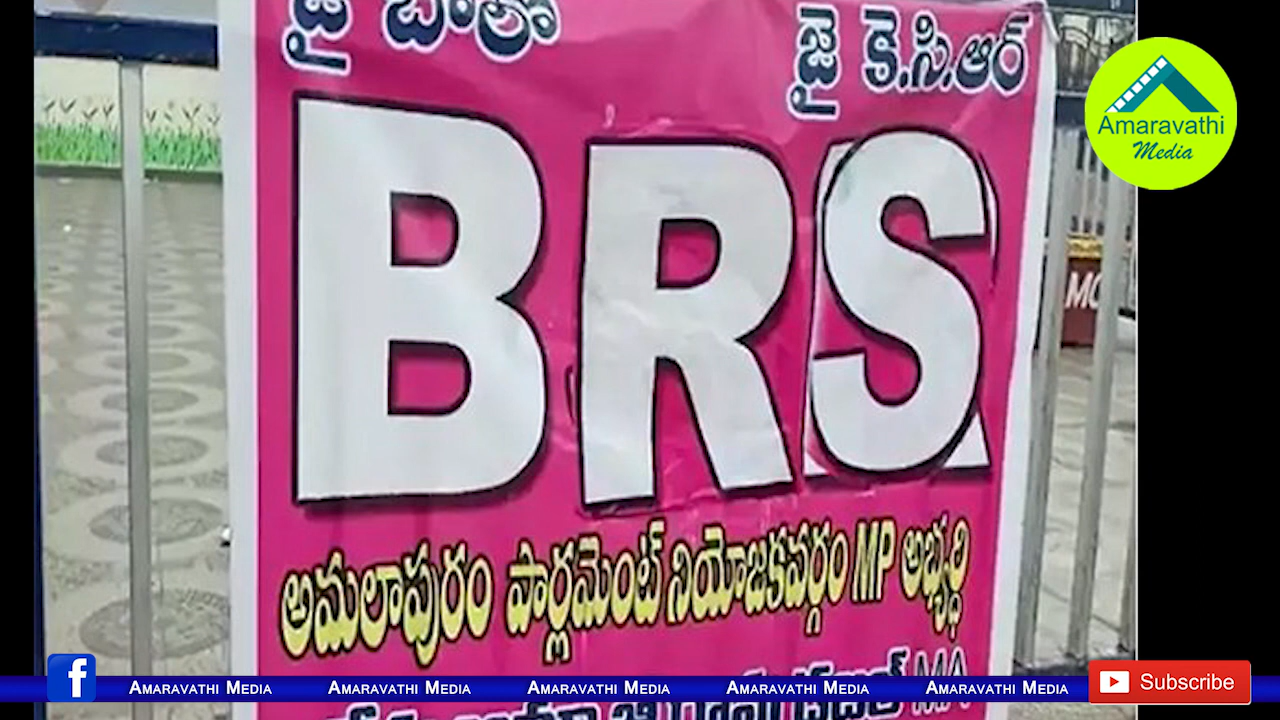 జై బాలో జై కె.సి.ఆర్
BRS
అమలాపురం పార్లమెంట్ నియోజకవర్గం MP అభ్యర్ధి
MA
Amaravathi
Media
AMARAVATHI MEDIA AMARAVATHI MEDIA AMARAVATHI MEDIA AMARAVATHI MEDIA AMARAVATHI MEDIA
Subscribe